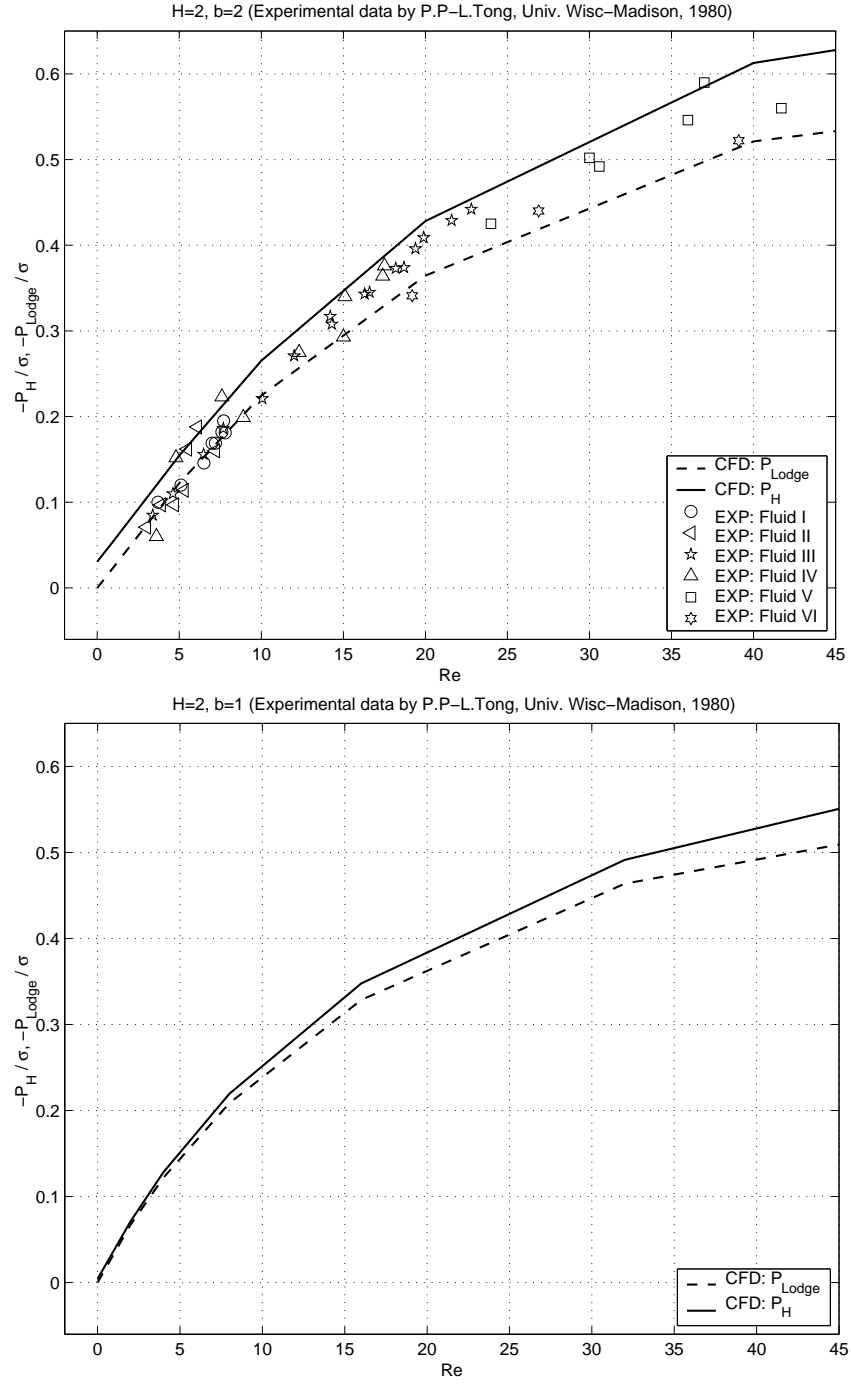 H=2, b=2 (Experimental data by P.P−L.Tong, Univ. Wisc−Madison, 1980)
0.6
0.5
0.4
0.3
0.2
0.1
0
−P_H / σ, −P_Lodge / σ
CFD: P_Lodge
CFD: P_H
EXP: Fluid I
EXP: Fluid II
EXP: Fluid III
EXP: Fluid IV
EXP: Fluid V
EXP: Fluid VI
0 5 10 15 20 25 30 35 40 45
Re
H=2, b=1 (Experimental data by P.P−L.Tong, Univ. Wisc−Madison, 1980)
0.6
0.5
0.4
0.3
0.2
0.1
0
−P_H / σ, −P_Lodge / σ
CFD: P_Lodge
CFD: P_H
0 5 10 15 20 25 30 35 40 45
Re